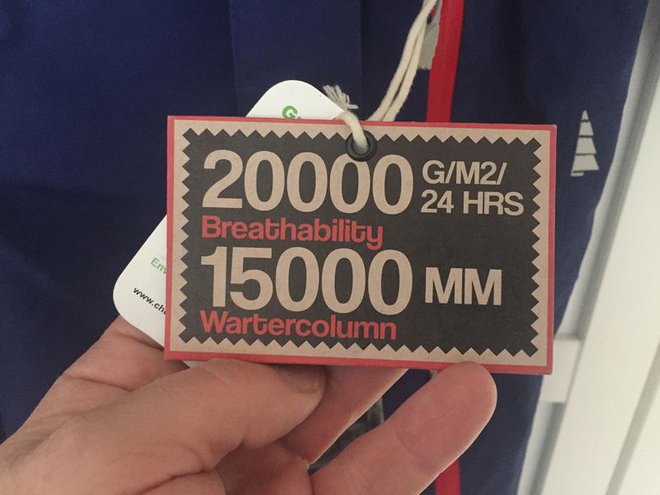 20000 G/M2/
24 HRS
Breathability
15000 MM
Wartercolumn